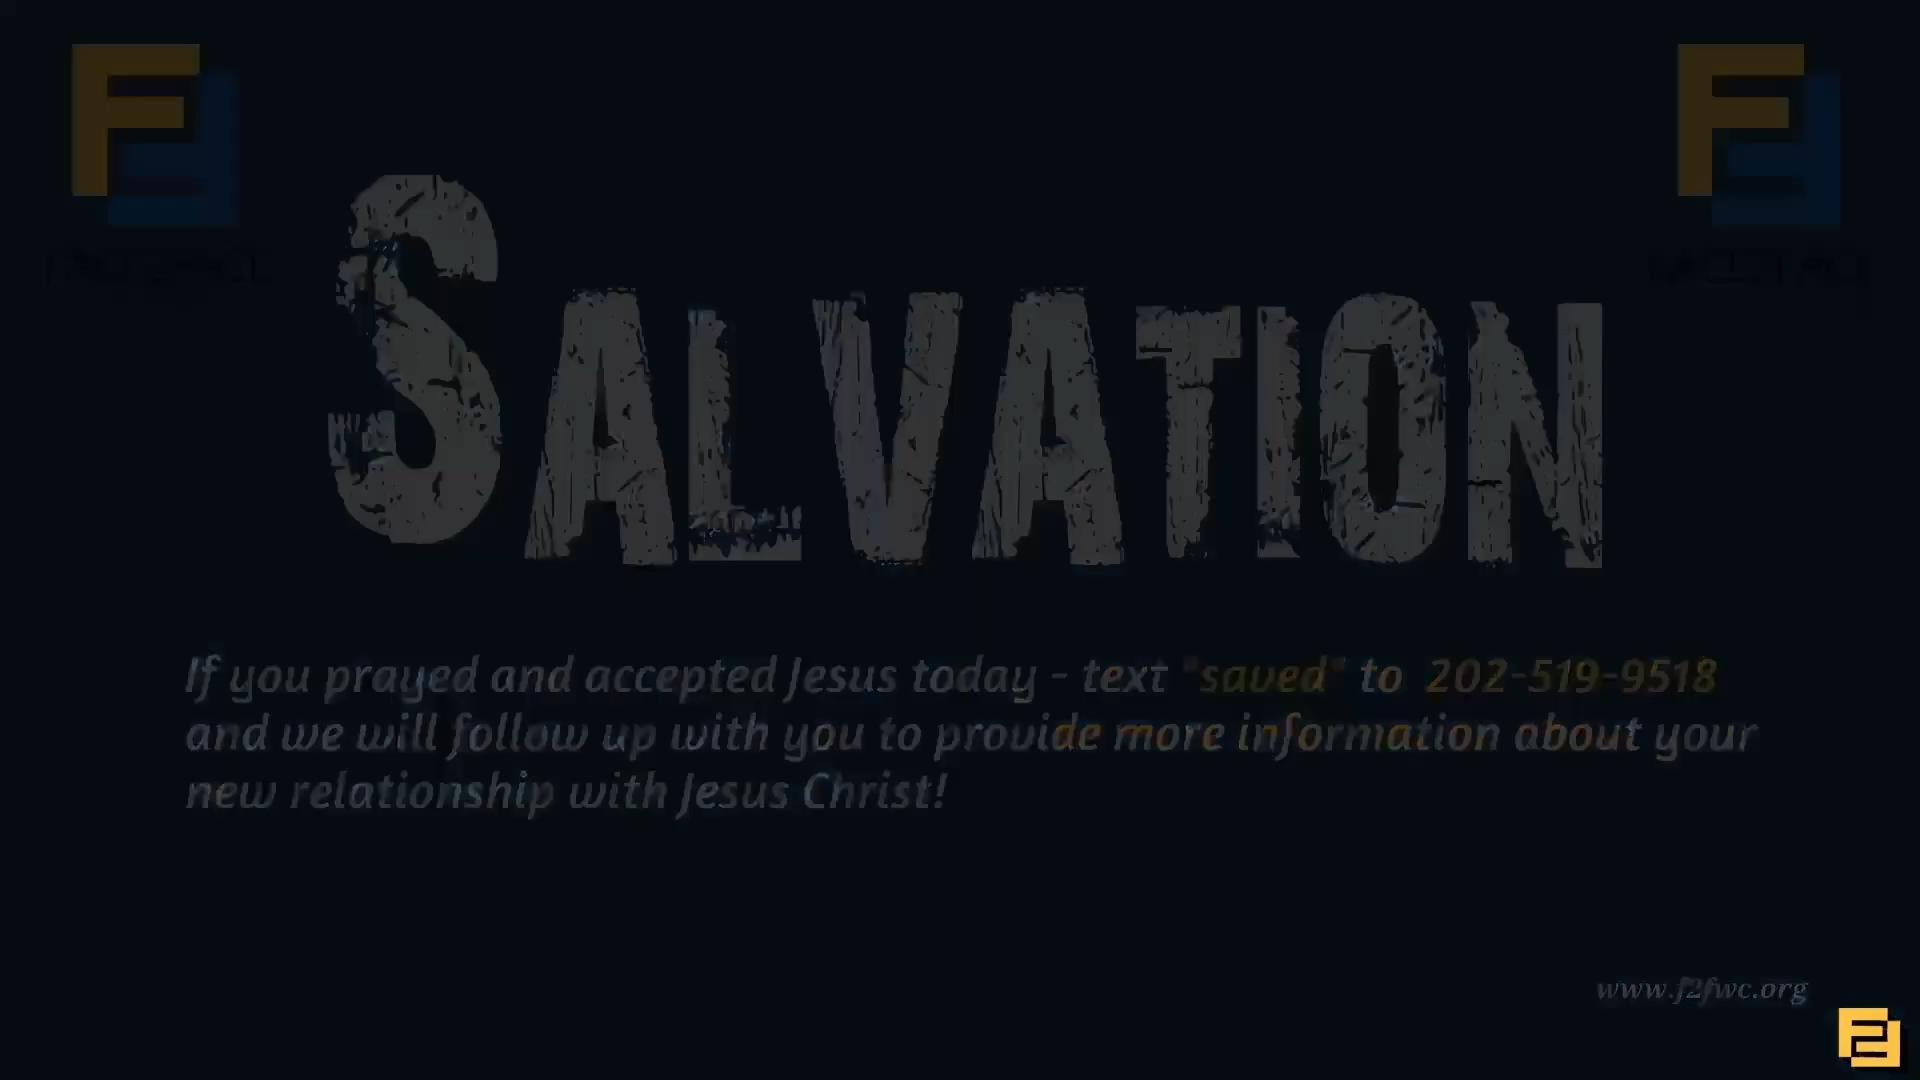 SALVATION
If you prayed and accepted Jesus today - text "saved" to 202-519-9518
and we will follow up with you to provide more information about your
new relationship with Jesus Christ!
www.f2fwc.org